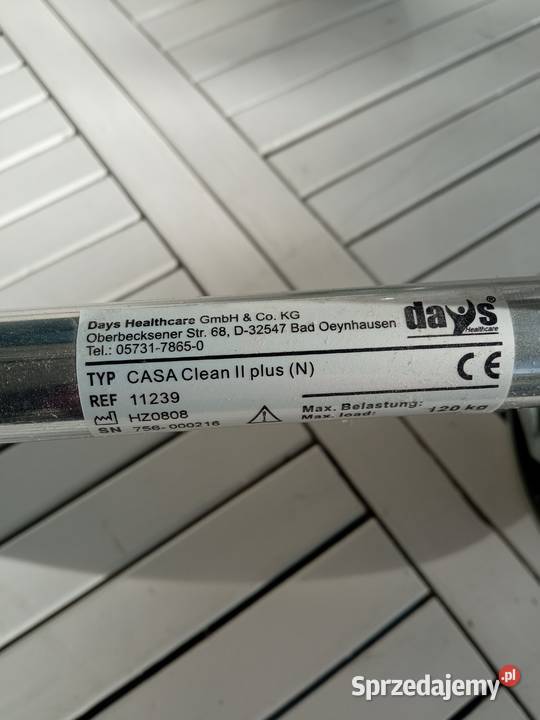 Days Healthcare GmbH & Co. KG
Oberbecksener Str. 68, D-32547 Bad Oeynhausen
Tel.: 05731-7865-0
days®
Healthcare
TYP CASA Clean II plus (N)
REF 11239
HZ0808
SN 756-000216
CE
Max. Belastung:
Max. load: 120 kg
Sprzedajemy.pl